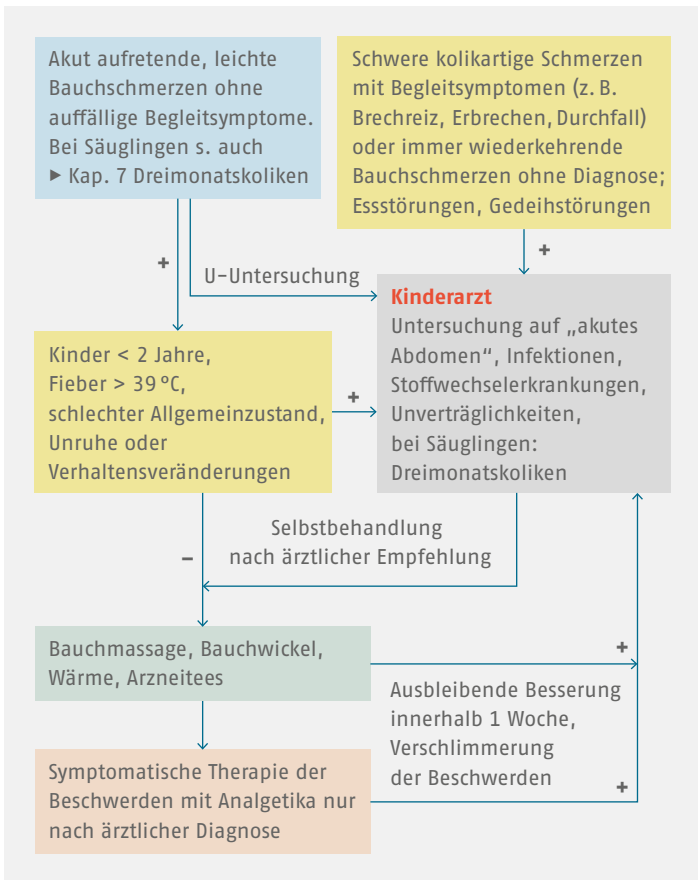 Akut aufretende, leichte
Bauchschmerzen ohne
auffällige Begleitsymptome.
Bei Säuglingen s. auch
► Kap. 7 Dreimonatskoliken
Schwere kolikartige Schmerzen
mit Begleitsymptomen (z. B.
Brechreiz, Erbrechen, Durchfall)
oder immer wiederkehrende
Bauchschmerzen ohne Diagnose;
Essstörungen, Gedeihstörungen
+
U-Untersuchung
+
Kinderarzt
Untersuchung auf „akutes
Abdomen“, Infektionen,
Stoffwechselerkrankungen,
Unverträglichkeiten,
bei Säuglingen:
Dreimonatskoliken
Kinder < 2 Jahre,
Fieber > 39 °C,
schlechter Allgemeinzustand,
Unruhe oder
Verhaltensveränderungen
+
–
Selbstbehandlung
nach ärztlicher Empfehlung
Bauchmassage, Bauchwickel,
Wärme, Arzneitees
+
Ausbleibende Besserung
innerhalb 1 Woche,
Verschlimmerung
der Beschwerden
Symptomatische Therapie der
Beschwerden mit Analgetika nur
nach ärztlicher Diagnose
+